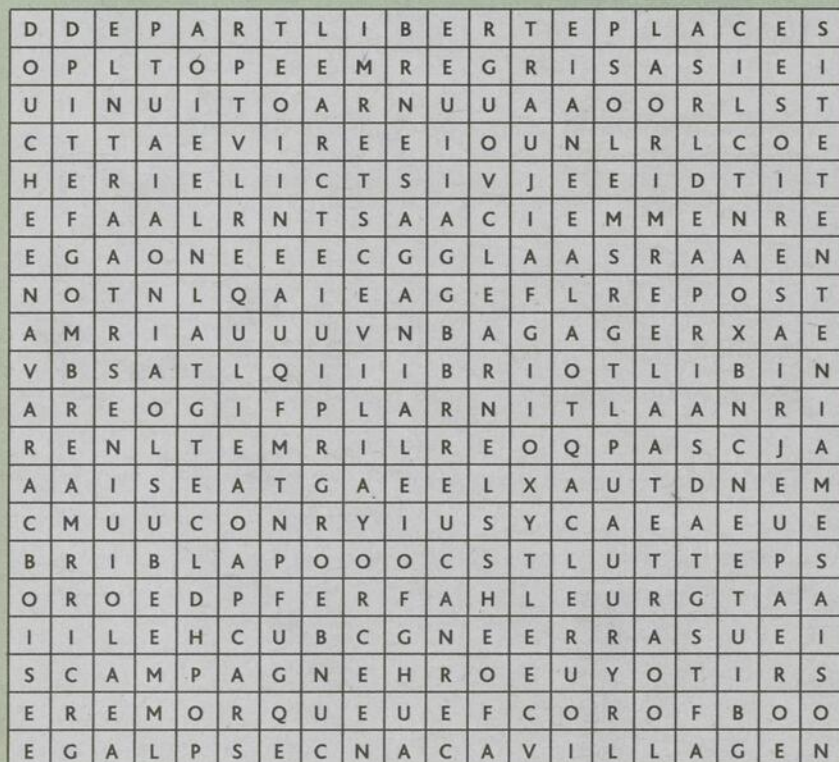 D D E P A R T L I B E R T E P L A C E S
O P L T O P E E M R E G R I S A S I E I
U I N U I T O A R N U U A A O O R L S T
C T T A E V I R E E I O U N L R L C O E
H E R I E L I C T S I V J E E I D T I T
E F A A L R N T S A A C I E M M E N R E
E G A O N E E E C G G L A A S R A A E N
N O T N L Q A I E A G E F L R E P O S T
A M R I A U U U V N B A G A G E R X A E
V B S A T L Q I I I B R I O T L I B I N
A R E O G I F P L A R N I T L A A N R I
R E N L T E M R I L R E O Q P A S C J A
A A I S E A T G A E E L X A U T D N E M
C M U U C O N R Y I U S Y C A E A E U E
B R I B L A P O O O C S T L U T T E P S
O R O E D P F E R F A H L E U R G T A A
I I L E H C U B C G N E E R R A S U E I
S C A M P A G N E H R O E U Y O T I R S
E R E M O R Q U E U E F C O R O F B O O
E G A L P S E C N A C A V I L L A G E N